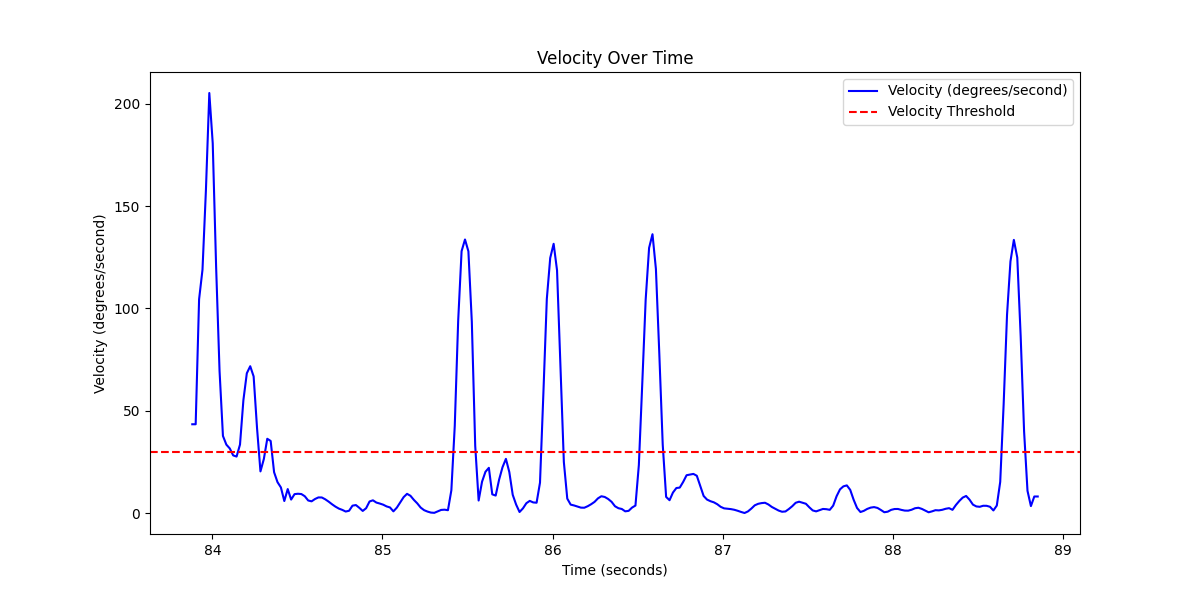 Velocity Over Time
Velocity (degrees/second)
Velocity Threshold
200
150
100
50
0
Velocity (degrees/second)
84
85
86
87
88
89
Time (seconds)